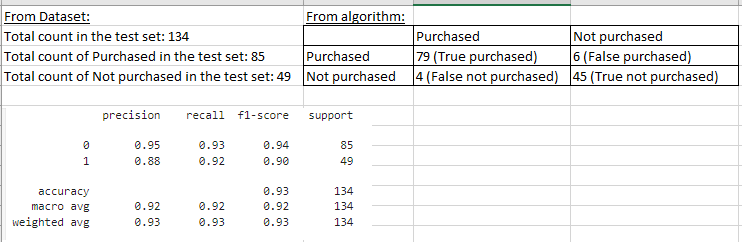 From Dataset: From algorithm:
Total count in the test set: 134 Purchased Not purchased
Total count of Purchased in the test set: 85 Purchased 79 (True purchased) 6 (False purchased)
Total count of Not purchased in the test set: 49 Not purchased 4 (False not purchased) 45 (True not purchased)
precision recall f1-score support
0 0.95 0.93 0.94 85
1 0.88 0.92 0.90 49
accuracy 0.93 134
macro avg 0.92 0.92 0.92 134
weighted avg 0.93 0.93 0.93 134